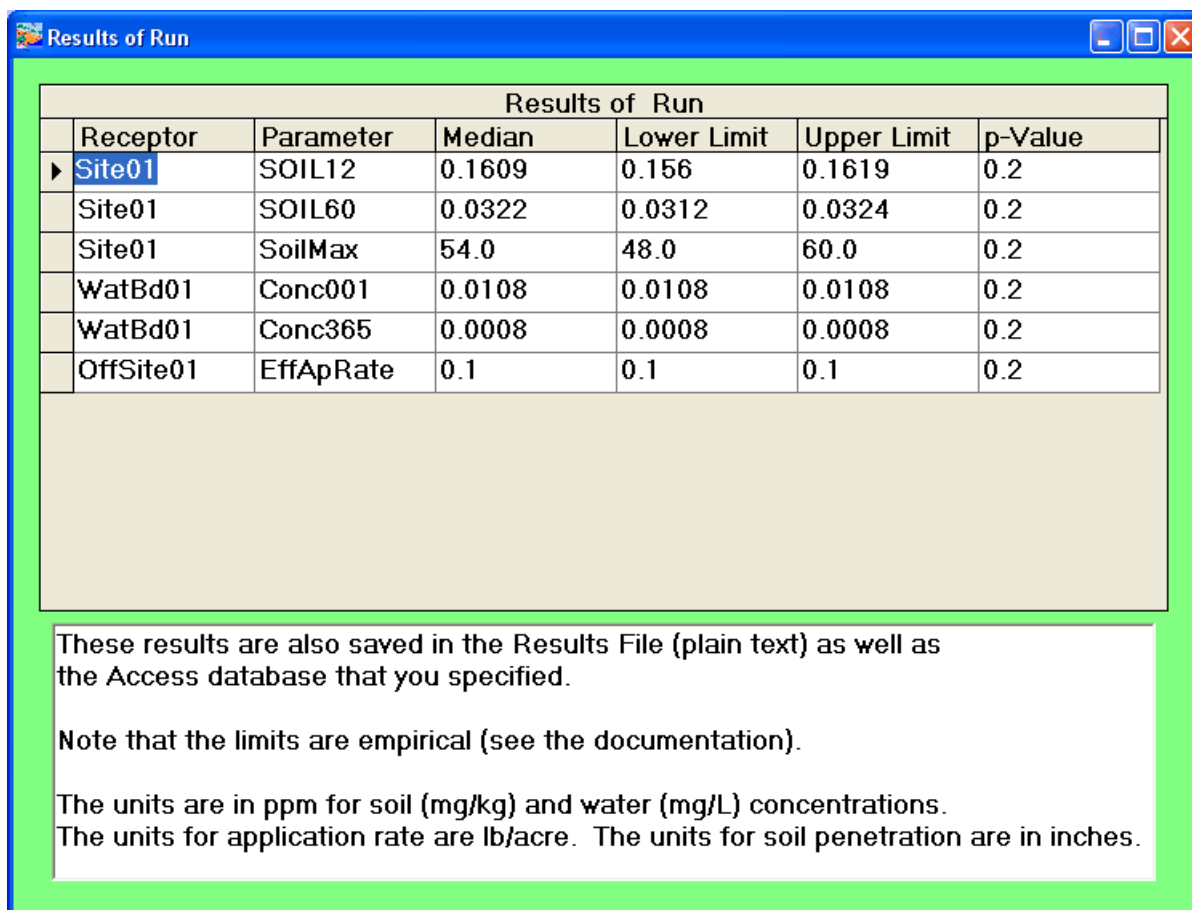 Results of Run
Results of Run
Receptor Parameter Median Lower Limit Upper Limit p-Value
Site01 SOIL12 0.1609 0.156 0.1619 0.2
Site01 SOIL60 0.0322 0.0312 0.0324 0.2
Site01 SoilMax 54.0 48.0 60.0 0.2
WatBd01 Conc001 0.0108 0.0108 0.0108 0.2
WatBd01 Conc365 0.0008 0.0008 0.0008 0.2
OffSite01 EffApRate 0.1 0.1 0.1 0.2
These results are also saved in the Results File (plain text) as well as
the Access database that you specified.
Note that the limits are empirical (see the documentation).
The units are in ppm for soil (mg/kg) and water (mg/L) concentrations.
The units for application rate are lb/acre. The units for soil penetration are in inches.